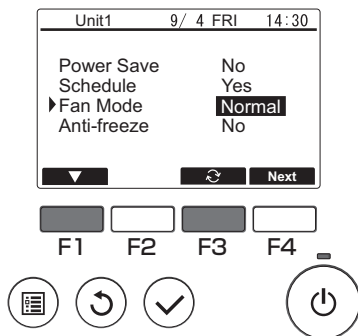 Unit1 9/ 4 FRI 14:30
Power Save No
Schedule Yes
Fan Mode Normal
Anti-freeze No
Next
F1 F2 F3 F4